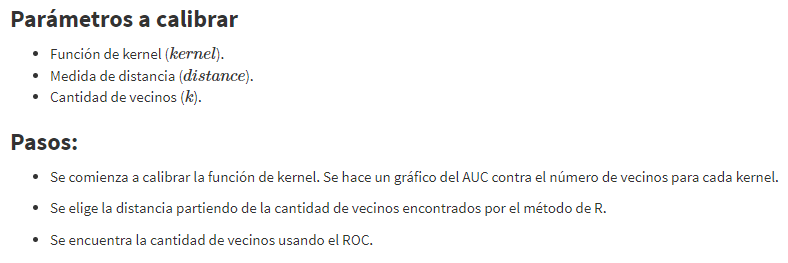 Parámetros a calibrar
• Función de kernel (kernel).
• Medida de distancia (distance).
• Cantidad de vecinos (k).
Pasos:
• Se comienza a calibrar la función de kernel. Se hace un gráfico del AUC contra el número de vecinos para cada kernel.
• Se elige la distancia partiendo de la cantidad de vecinos encontrados por el método de R.
• Se encuentra la cantidad de vecinos usando el ROC.